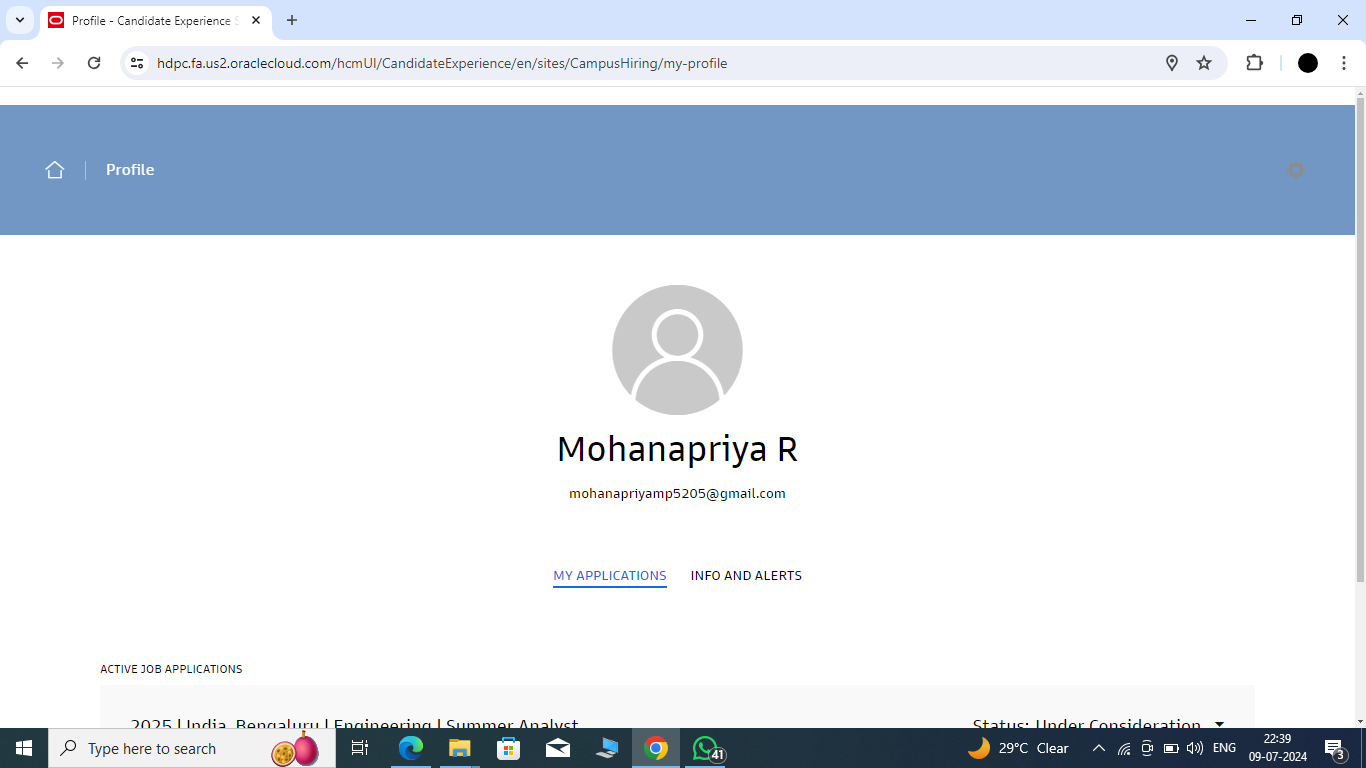 Profile - Candidate Experience
hdpc.fa.us2.oraclecloud.com/hcmUI/CandidateExperience/en/sites/CampusHiring/my-profile
Profile
Mohanapriya R
mohanapriyamp5205@gmail.com
MY APPLICATIONS INFO AND ALERTS
ACTIVE JOB APPLICATIONS
2025 | India, Bengaluru | Engineering | Summer Analyst Status: Under Consideration
Type here to search
41
29°C Clear
ENG
22:39
09-07-2024
3